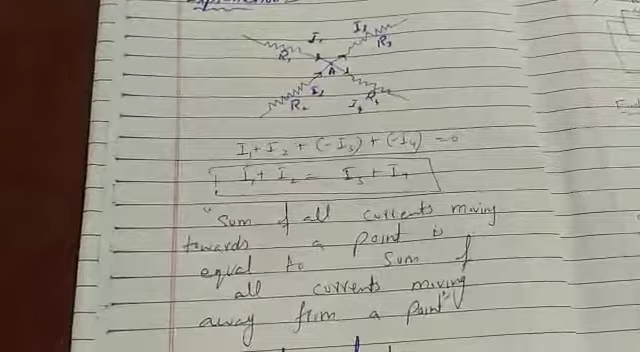 Explanation
I₁ I₃
R₁ R₃
A
I₂
R₂ I₄ R₄
I₁ + I₂ + (-I₃) + (-I₄) = 0
I₁ + I₂ = I₃ + I₄
"Sum of all currents moving
towards a point is
equal to sum of
all currents moving
away from a point"